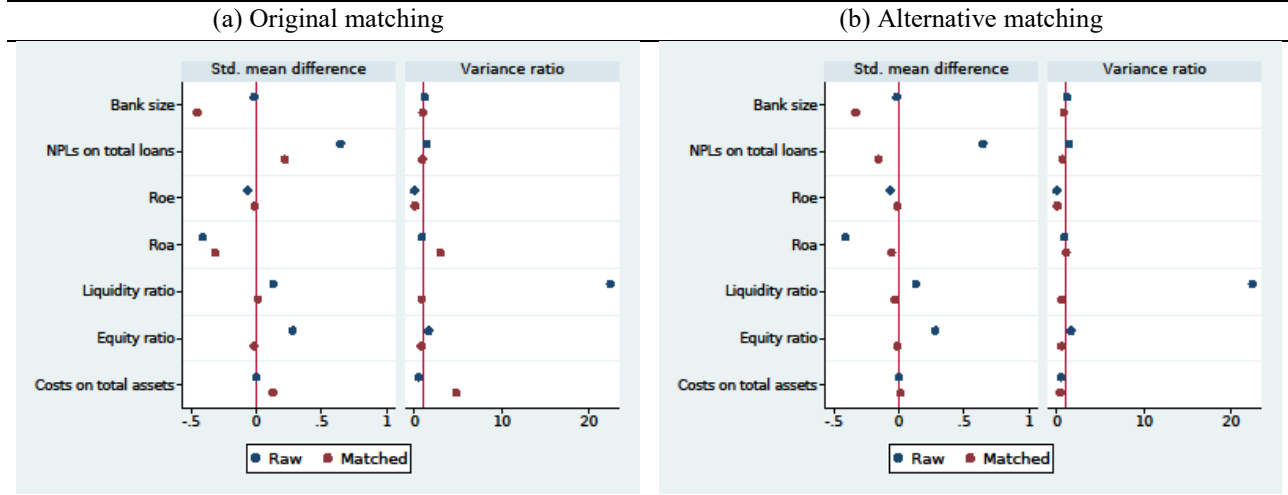 (a) Original matching
(b) Alternative matching
Std. mean difference
Variance ratio
Bank size
NPLs on total loans
Roe
Roa
Liquidity ratio
Equity ratio
Costs on total assets
-.5 0 .5 1
0 10 20
Raw Matched
Std. mean difference
Variance ratio
Bank size
NPLs on total loans
Roe
Roa
Liquidity ratio
Equity ratio
Costs on total assets
-.5 0 .5 1
0 10 20
Raw Matched